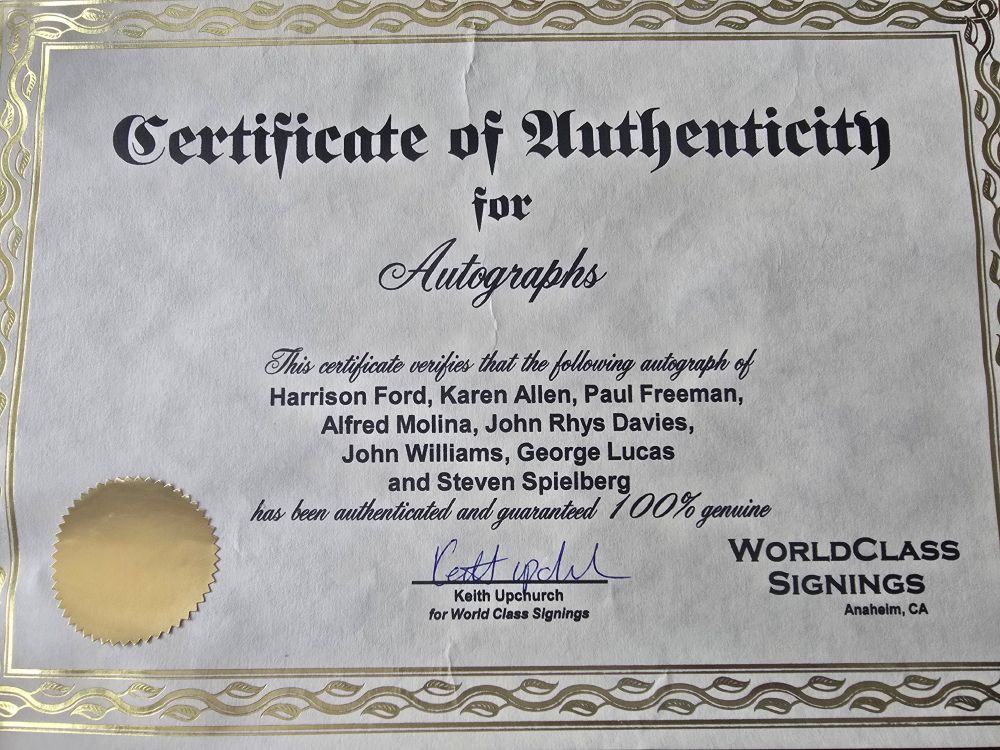 Certificate of Authenticity
for
Autographs
This certificate verifies that the following autograph of
Harrison Ford, Karen Allen, Paul Freeman,
Alfred Molina, John Rhys Davies,
John Williams, George Lucas
and Steven Spielberg
has been authenticated and guaranteed 100% genuine
Keith Upchurch
Keith Upchurch
for World Class Signings
WORLDCLASS
SIGNINGS
Anaheim, CA